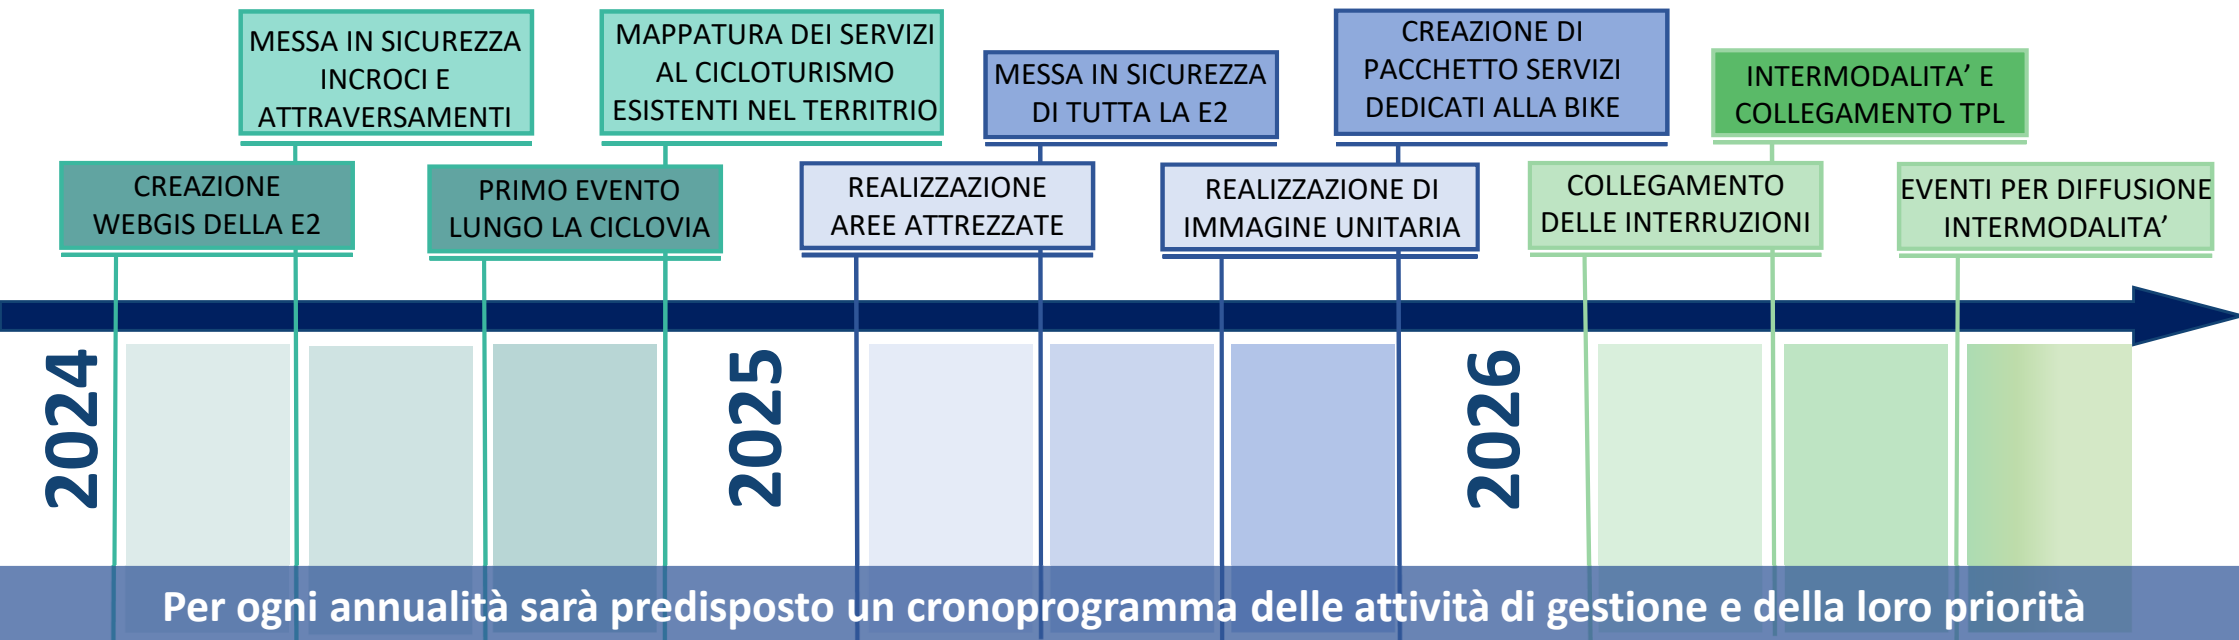 MESSA IN SICUREZZA
INCROCI E
ATTRAVERSAMENTI
MAPPATURA DEI SERVIZI
AL CICLOTURISMO
ESISTENTI NEL TERRITRIO
MESSA IN SICUREZZA
DI TUTTA LA E2
CREAZIONE DI
PACCHETTO SERVIZI
DEDICATI ALLA BIKE
INTERMODALITA’ E
COLLEGAMENTO TPL
CREAZIONE
WEBGIS DELLA E2
PRIMO EVENTO
LUNGO LA CICLOVIA
REALIZZAZIONE
AREE ATTREZZATE
REALIZZAZIONE DI
IMMAGINE UNITARIA
COLLEGAMENTO
DELLE INTERRUZIONI
EVENTI PER DIFFUSIONE
INTERMODALITA’
2024
2025
2026
Per ogni annualità sarà predisposto un cronoprogramma delle attività di gestione e della loro priorità